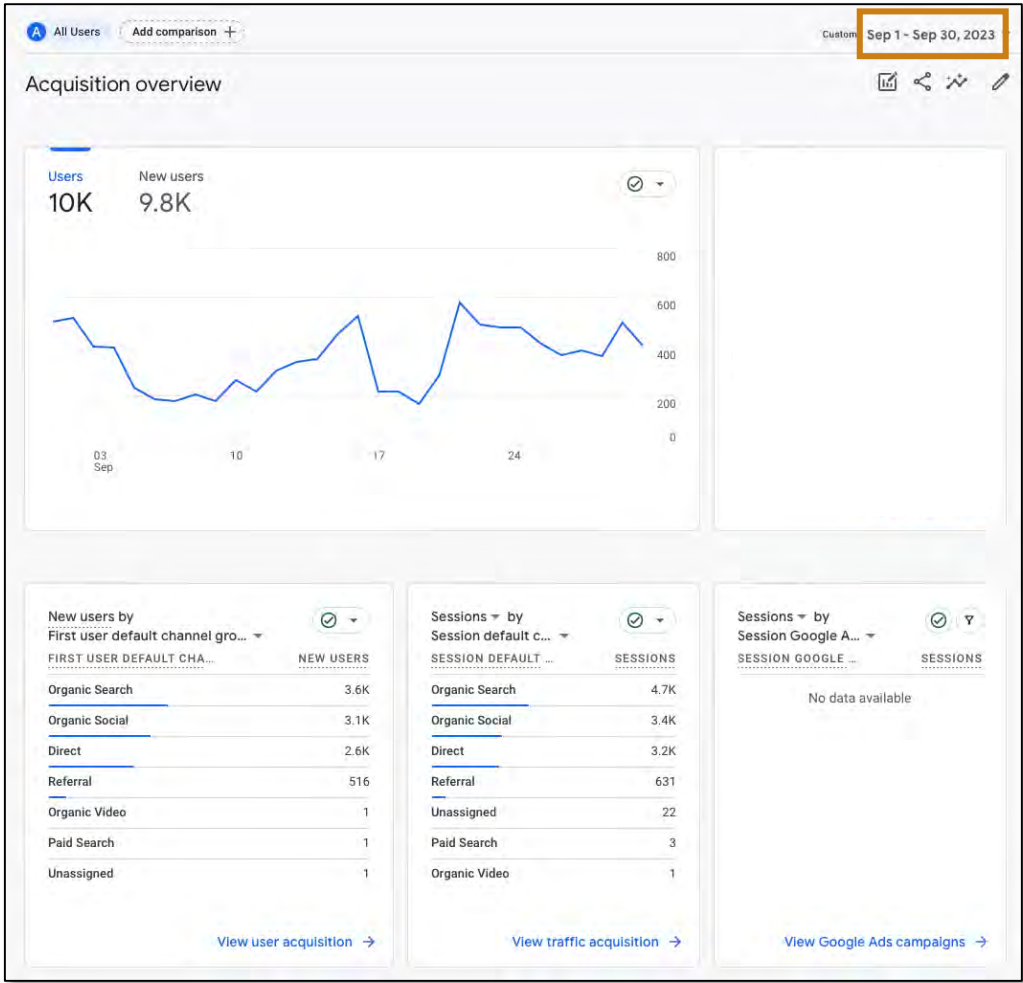 A All Users Add comparison +
Custom Sep 1 - Sep 30, 2023
Acquisition overview
Users New users
10K 9.8K
800
600
400
200
0
03 10 17 24
Sep
New users by
First user default channel gro...
FIRST USER DEFAULT CHA... NEW USERS
Organic Search 3.6K
Organic Social 3.1K
Direct 2.6K
Referral 516
Organic Video 1
Paid Search 1
Unassigned 1
View user acquisition →
Sessions by
Session default c...
SESSION DEFAULT ... SESSIONS
Organic Search 4.7K
Organic Social 3.4K
Direct 3.2K
Referral 631
Unassigned 22
Paid Search 3
Organic Video 1
View traffic acquisition →
Sessions by
Session Google A...
SESSION GOOGLE ... SESSIONS
No data available
View Google Ads campaigns →